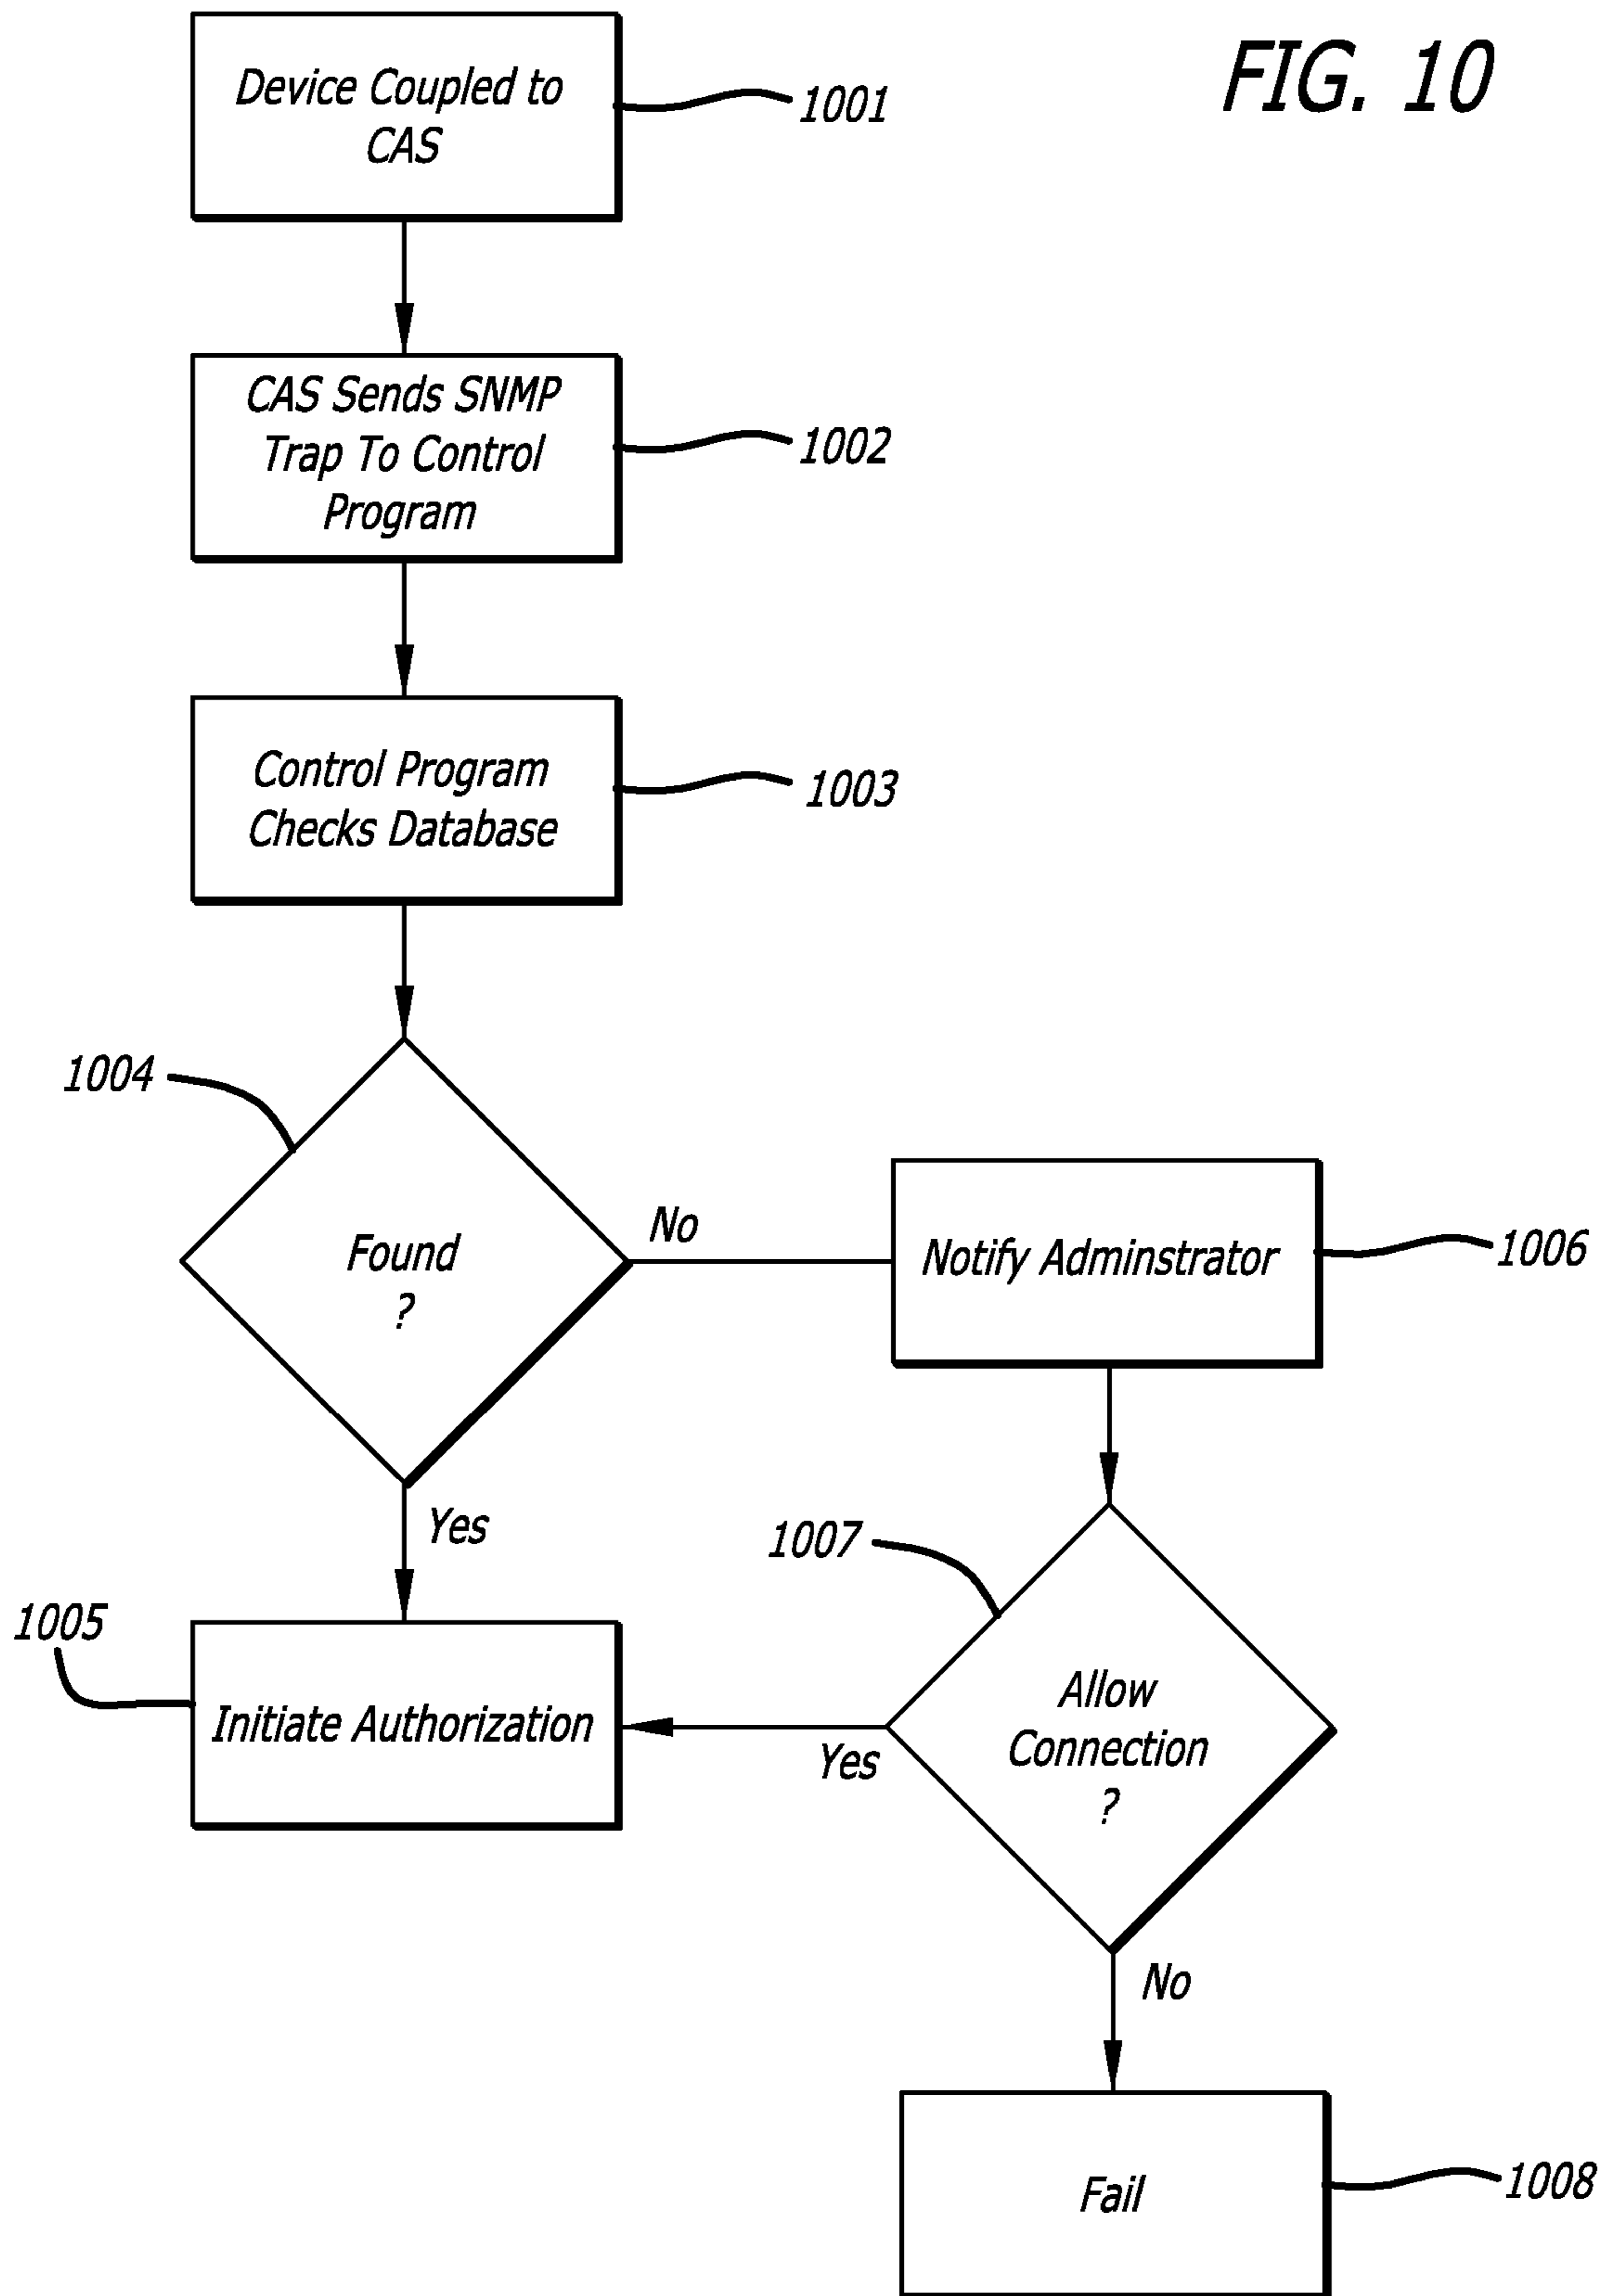 FIG. 10
Device Coupled to
CAS
1001
CAS Sends SNMP
Trap To Control
Program
1002
Control Program
Checks Database
1003
1004
Found
?
No
Notify Adminstrator
1006
Yes
1007
1005
Initiate Authorization
Allow
Connection
?
Yes
No
Fail
1008